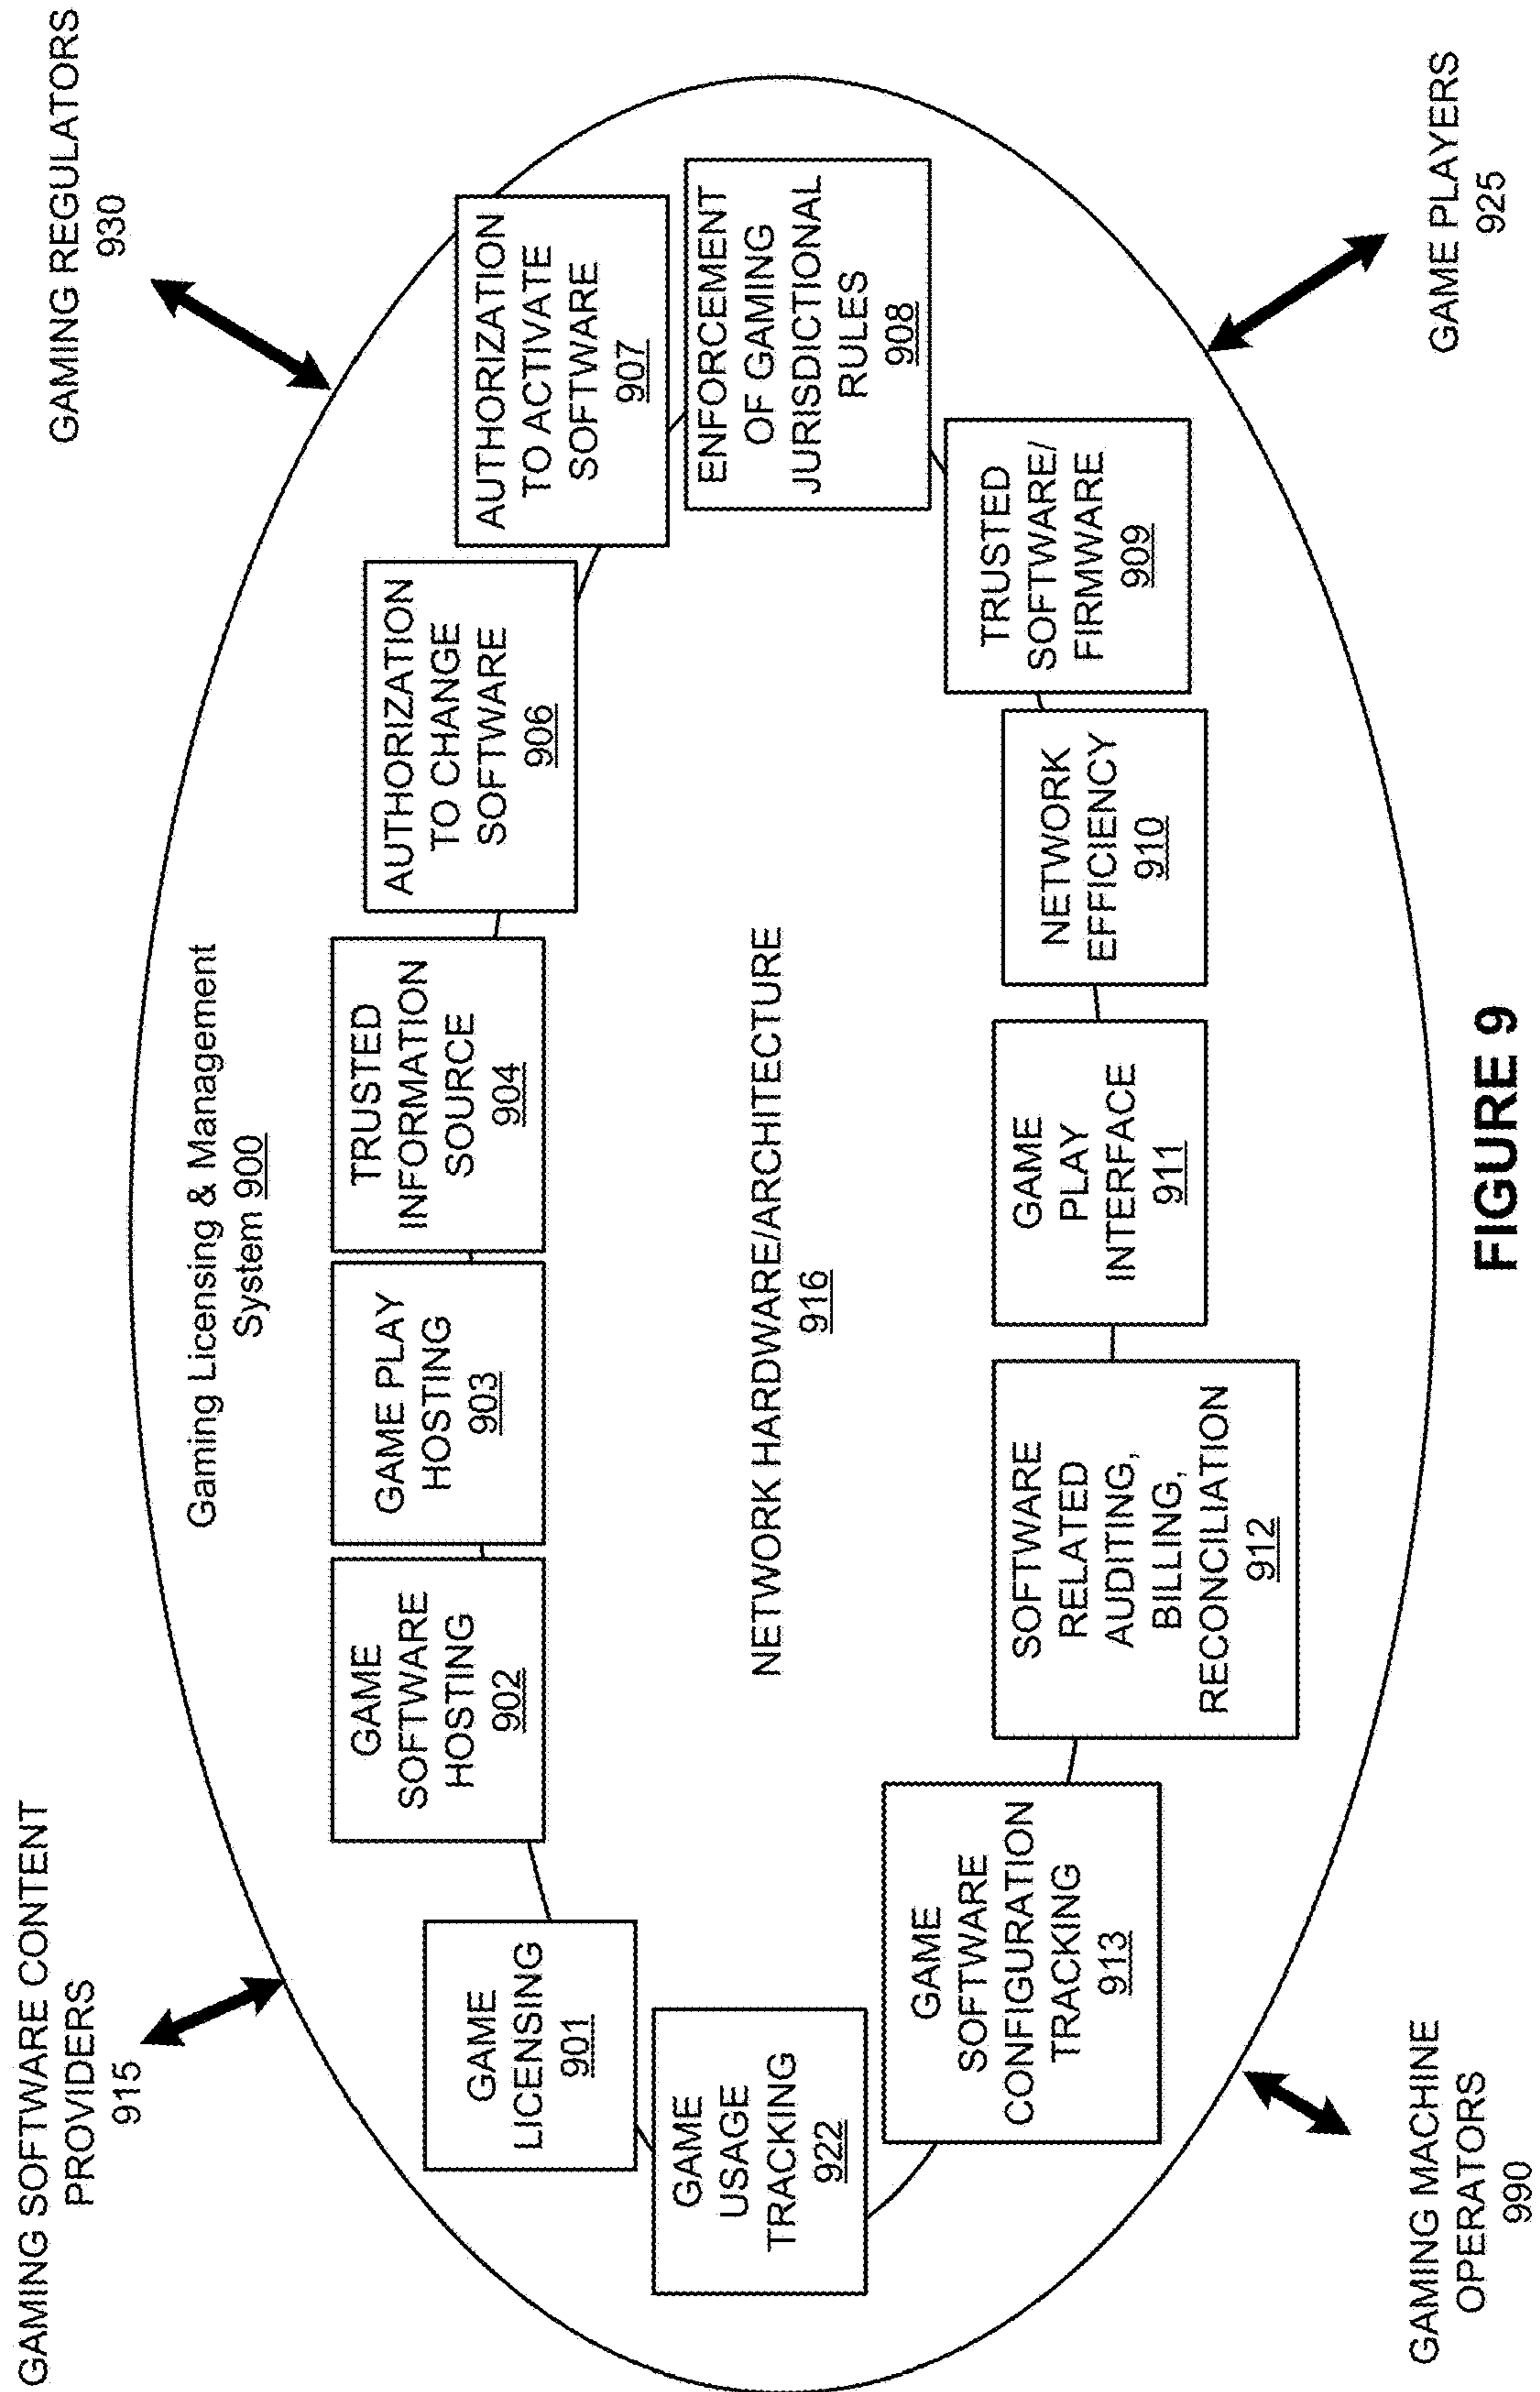 GAMING SOFTWARE CONTENT
PROVIDERS
915
GAMING REGULATORS
930
Gaming Licensing & Management
System 900
GAME
LICENSING
901
GAME
SOFTWARE
HOSTING
902
GAME PLAY
HOSTING
903
TRUSTED
INFORMATION
SOURCE
904
AUTHORIZATION
TO CHANGE
SOFTWARE
906
AUTHORIZATION
TO ACTIVATE
SOFTWARE
907
ENFORCEMENT
OF GAMING
JURISDICTIONAL
RULES
908
TRUSTED
SOFTWARE/
FIRMWARE
909
NETWORK
EFFICIENCY
910
GAME
PLAY
INTERFACE
911
SOFTWARE
RELATED
AUDITING,
BILLING,
RECONCILIATION
912
GAME
SOFTWARE
CONFIGURATION
TRACKING
913
GAME
USAGE
TRACKING
922
NETWORK HARDWARE/ARCHITECTURE
916
GAMING MACHINE
OPERATORS
990
GAME PLAYERS
925
FIGURE 9